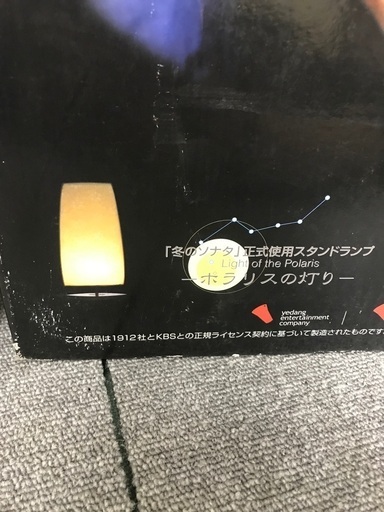 「冬のソナタ」正式使用スタンドランプ
Light of the Polaris
ーポラリスの灯りー
yedang
entertainment
company
この商品は1912社とKBSとの正規ライセンス契約に基づいて製造されたものです。